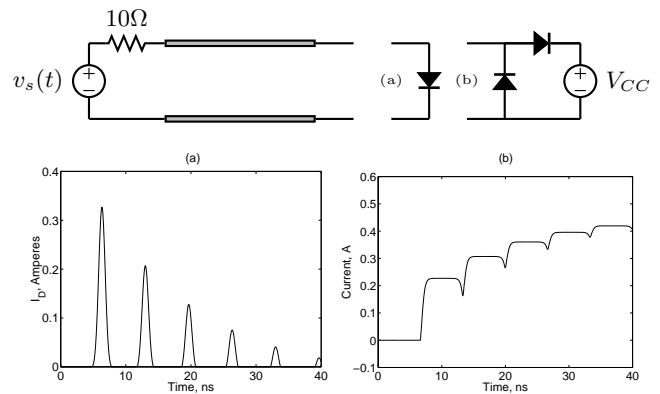 10Ω
v_s(t)
+
−
(a)
(b)
+
−
V_CC
(a)
I_D, Amperes
0.4
0.3
0.2
0.1
0
0 10 20 30 40
Time, ns
(b)
Current, A
0.6
0.5
0.4
0.3
0.2
0.1
0
−0.1
0 10 20 30 40
Time, ns